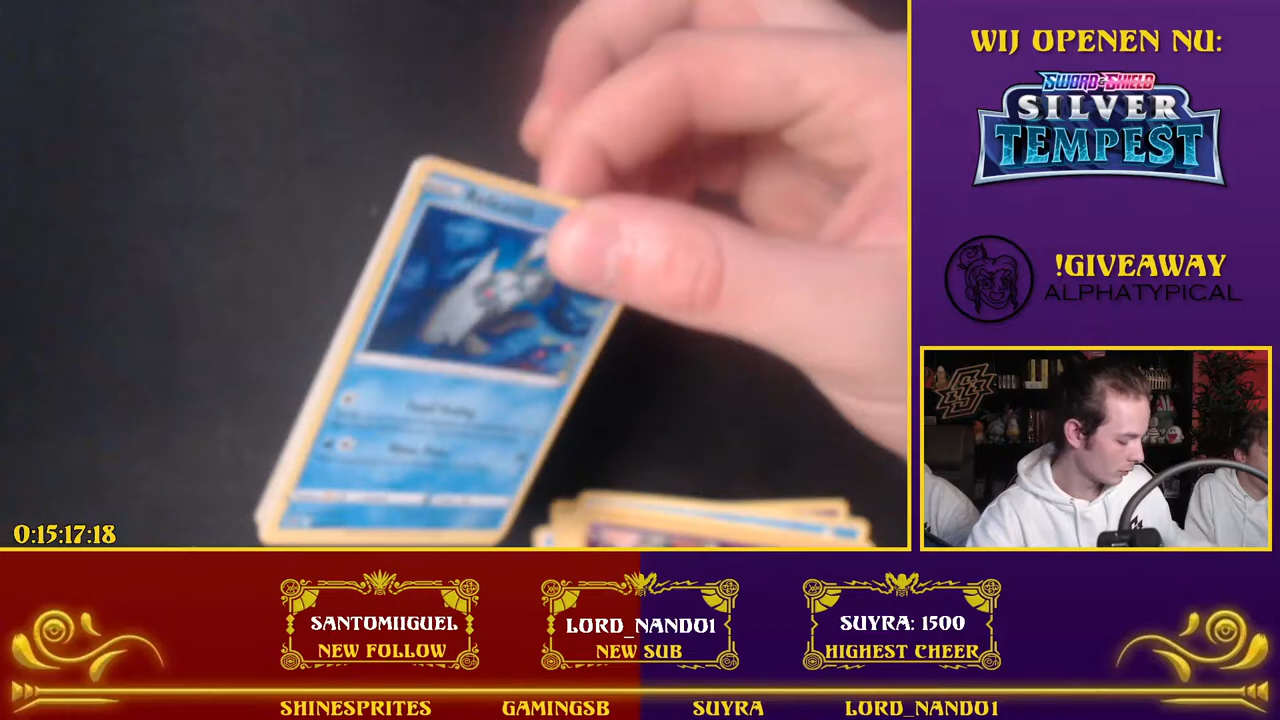 WIJ OPENEN NU:
SWORD & SHIELD
SILVER
TEMPEST
!GIVEAWAY
ALPHATYPICAL
0:15:17:18
SANTOMIIGUEL
NEW FOLLOW
LORD_NANDO1
NEW SUB
SUYRA: 1500
HIGHEST CHEER
SHINESPRITES GAMINGSB SUYRA LORD_NANDO1